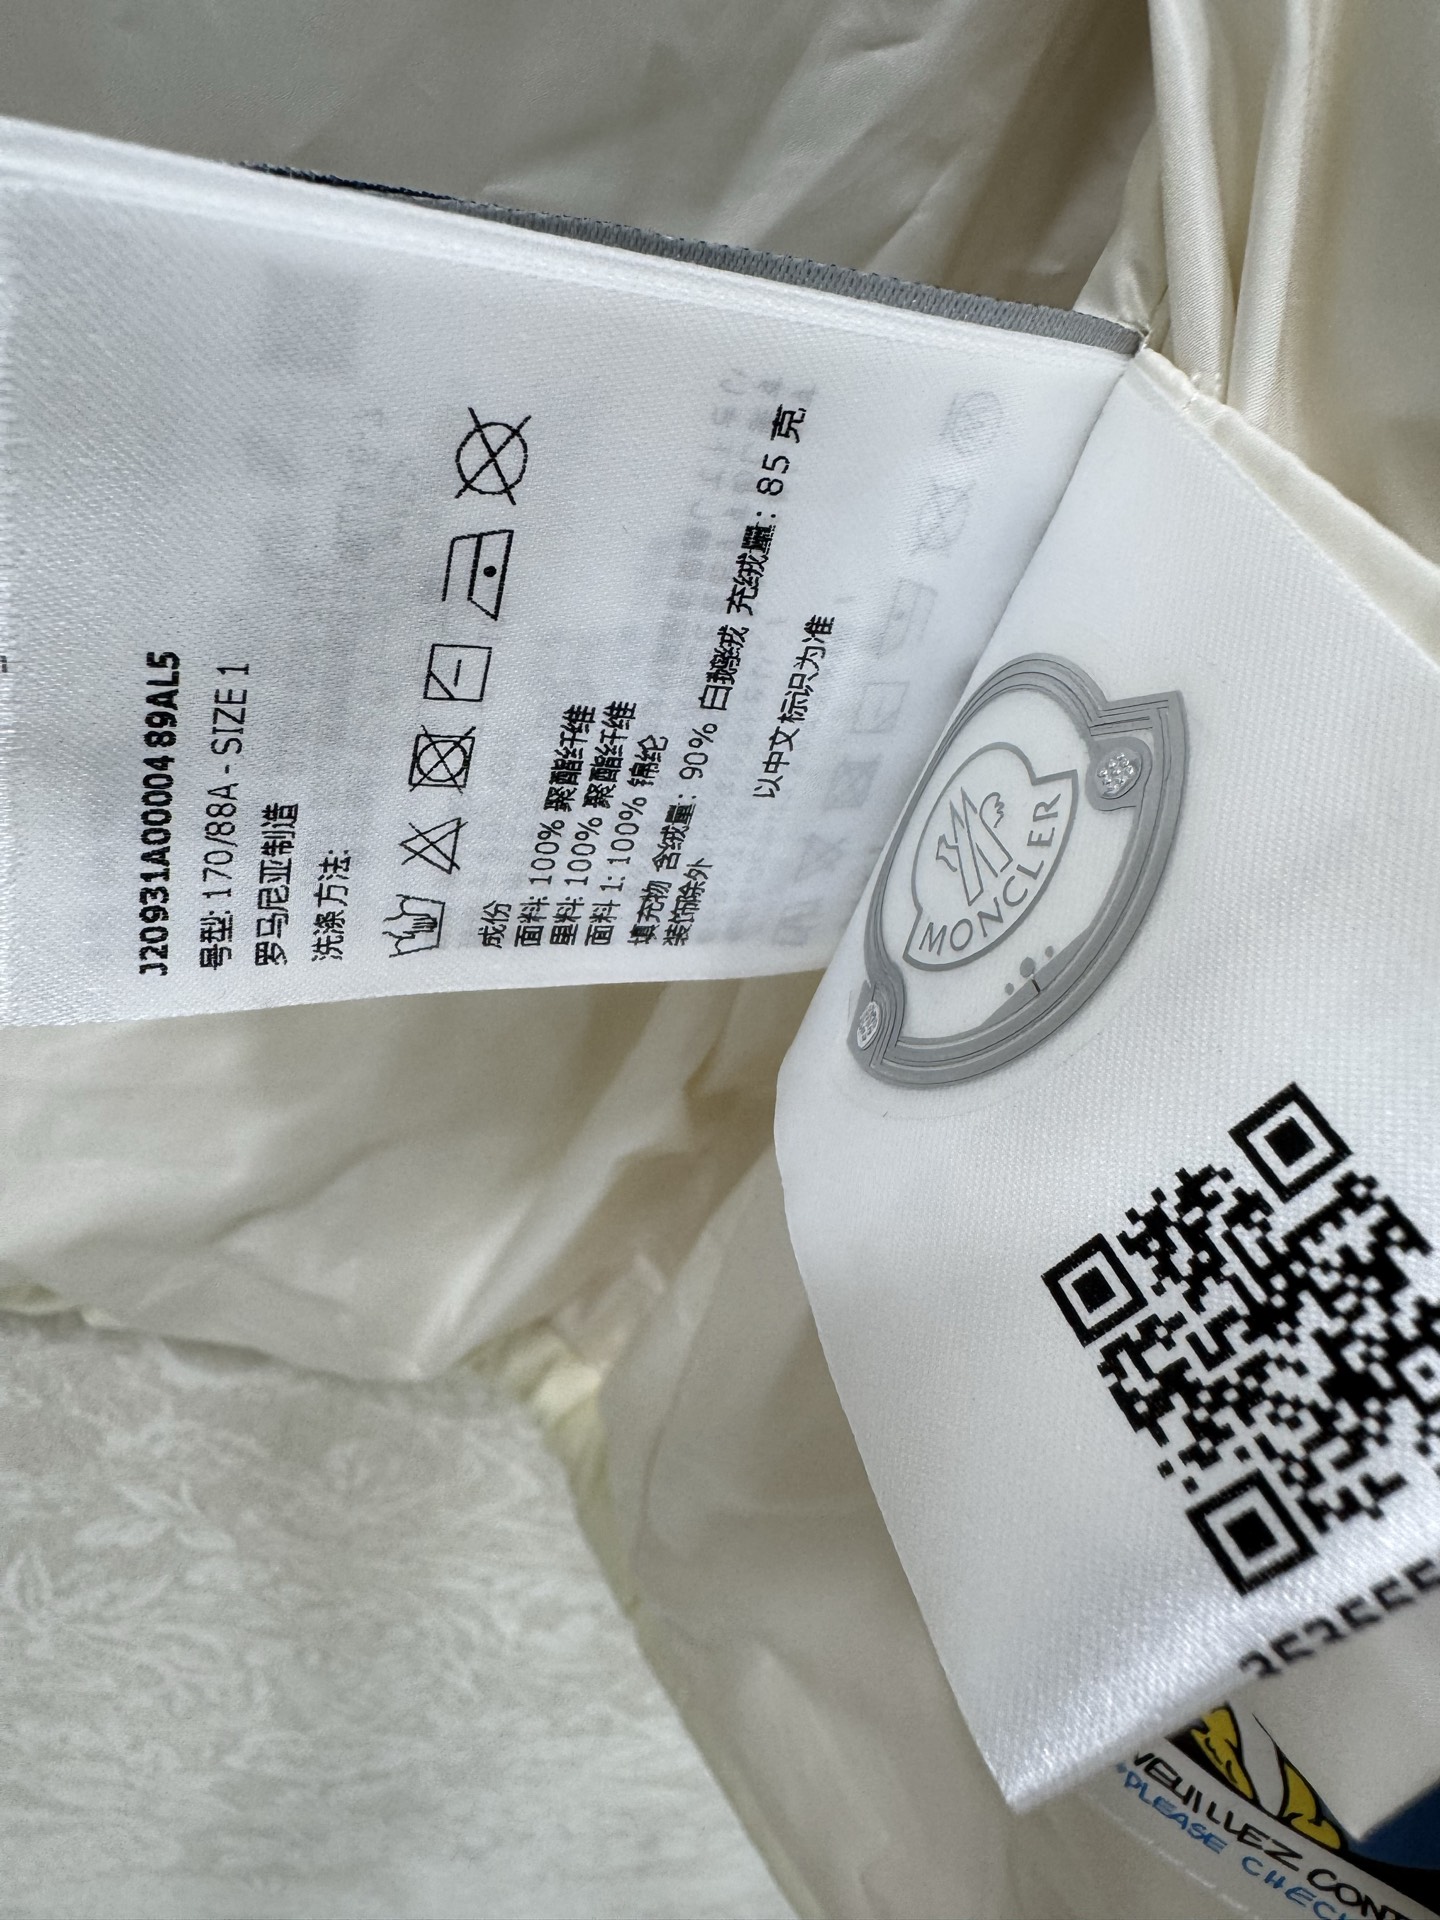 J20931A00004 89AL5
号型: 170/88A - SIZE 1
罗马尼亚制造
洗涤方法:
成份
面料: 100% 聚酯纤维
里料: 100% 聚酯纤维
面料 1: 100% 锦纶
填充物 含绒量: 90% 白鹅绒 充绒量: 85 克
装饰除外
以中文标识为准
MONCLER
VEUILLEZ CONT
*PLEASE CHECK